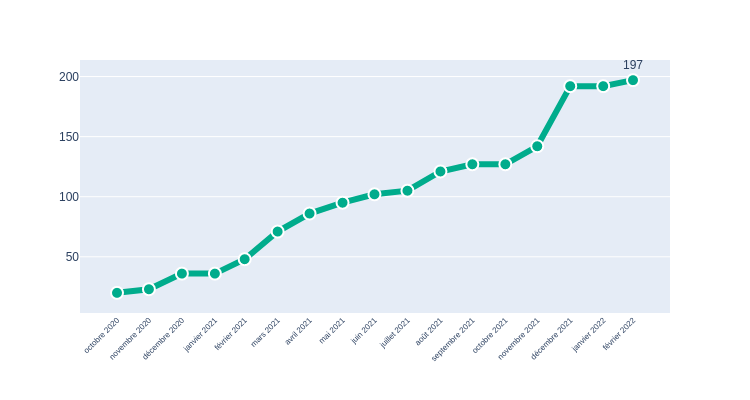 197
200
150
100
50
octobre 2020
novembre 2020
décembre 2020
janvier 2021
février 2021
mars 2021
avril 2021
mai 2021
juin 2021
juillet 2021
août 2021
septembre 2021
octobre 2021
novembre 2021
décembre 2021
janvier 2022
février 2022